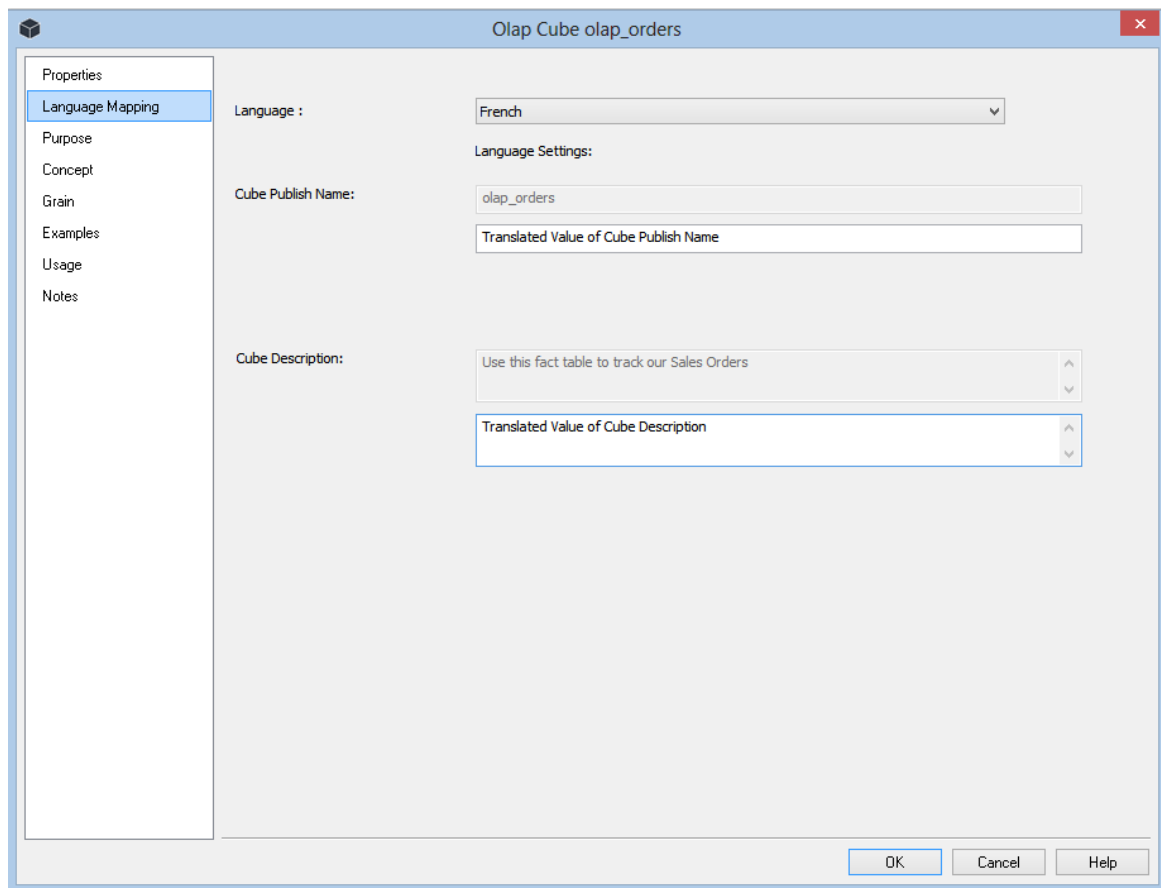 Olap Cube olap_orders
Properties
Language Mapping
Purpose
Concept
Grain
Examples
Usage
Notes
Language :
French
Language Settings:
Cube Publish Name:
olap_orders
Translated Value of Cube Publish Name
Cube Description:
Use this fact table to track our Sales Orders
Translated Value of Cube Description
OK
Cancel
Help